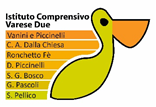 Istituto Comprensivo
Varese Due
Vanini e Piccinelli
C. A. Dalla Chiesa
Ronchetto Fè
D. Piccinelli
S. G. Bosco
G. Pascoli
S. Pellico